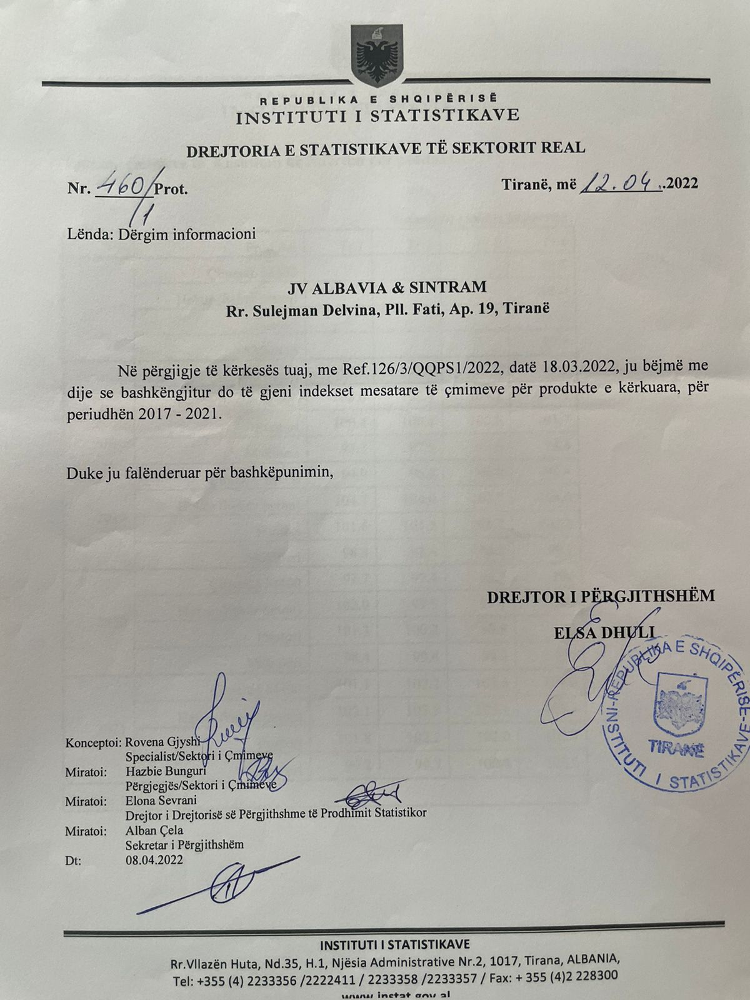 REPUBLIKA E SHQIPËRISË
INSTITUTI I STATISTIKAVE
DREJTORIA E STATISTIKAVE TË SEKTORIT REAL
Nr. 460/1 Prot.
Tiranë, më 12.04..2022
Lënda: Dërgim informacioni
JV ALBAVIA & SINTRAM
Rr. Sulejman Delvina, Pll. Fati, Ap. 19, Tiranë
Në përgjigje të kërkesës tuaj, me Ref.126/3/QQPS1/2022, datë 18.03.2022, ju bëjmë me
dije se bashkëngjitur do të gjeni indekset mesatare të çmimeve për produkte e kërkuara, për
periudhën 2017 - 2021.
Duke ju falënderuar për bashkëpunimin,
DREJTOR I PËRGJITHSHËM
ELSA DHULI
REPUBLIKA E SHQIPËRISË-INSTITUTI I STATISTIKAVE-
TIRANË
Konceptoi: Rovena Gjyshi
Specialist/Sektori i Çmimeve
Miratoi: Hazbie Bunguri
Përgjegjës/Sektori i Çmimeve
Miratoi: Elona Sevrani
Drejtor i Drejtorisë së Përgjithshme të Prodhimit Statistikor
Miratoi: Alban Çela
Sekretar i Përgjithshëm
Dt: 08.04.2022
INSTITUTI I STATISTIKAVE
Rr.Vllazën Huta, Nd.35, H.1, Njësia Administrative Nr.2, 1017, Tirana, ALBANIA,
Tel: +355 (4) 2233356 /2222411 / 2233358 /2233357 / Fax: + 355 (4)2 228300
www.instat.gov.al